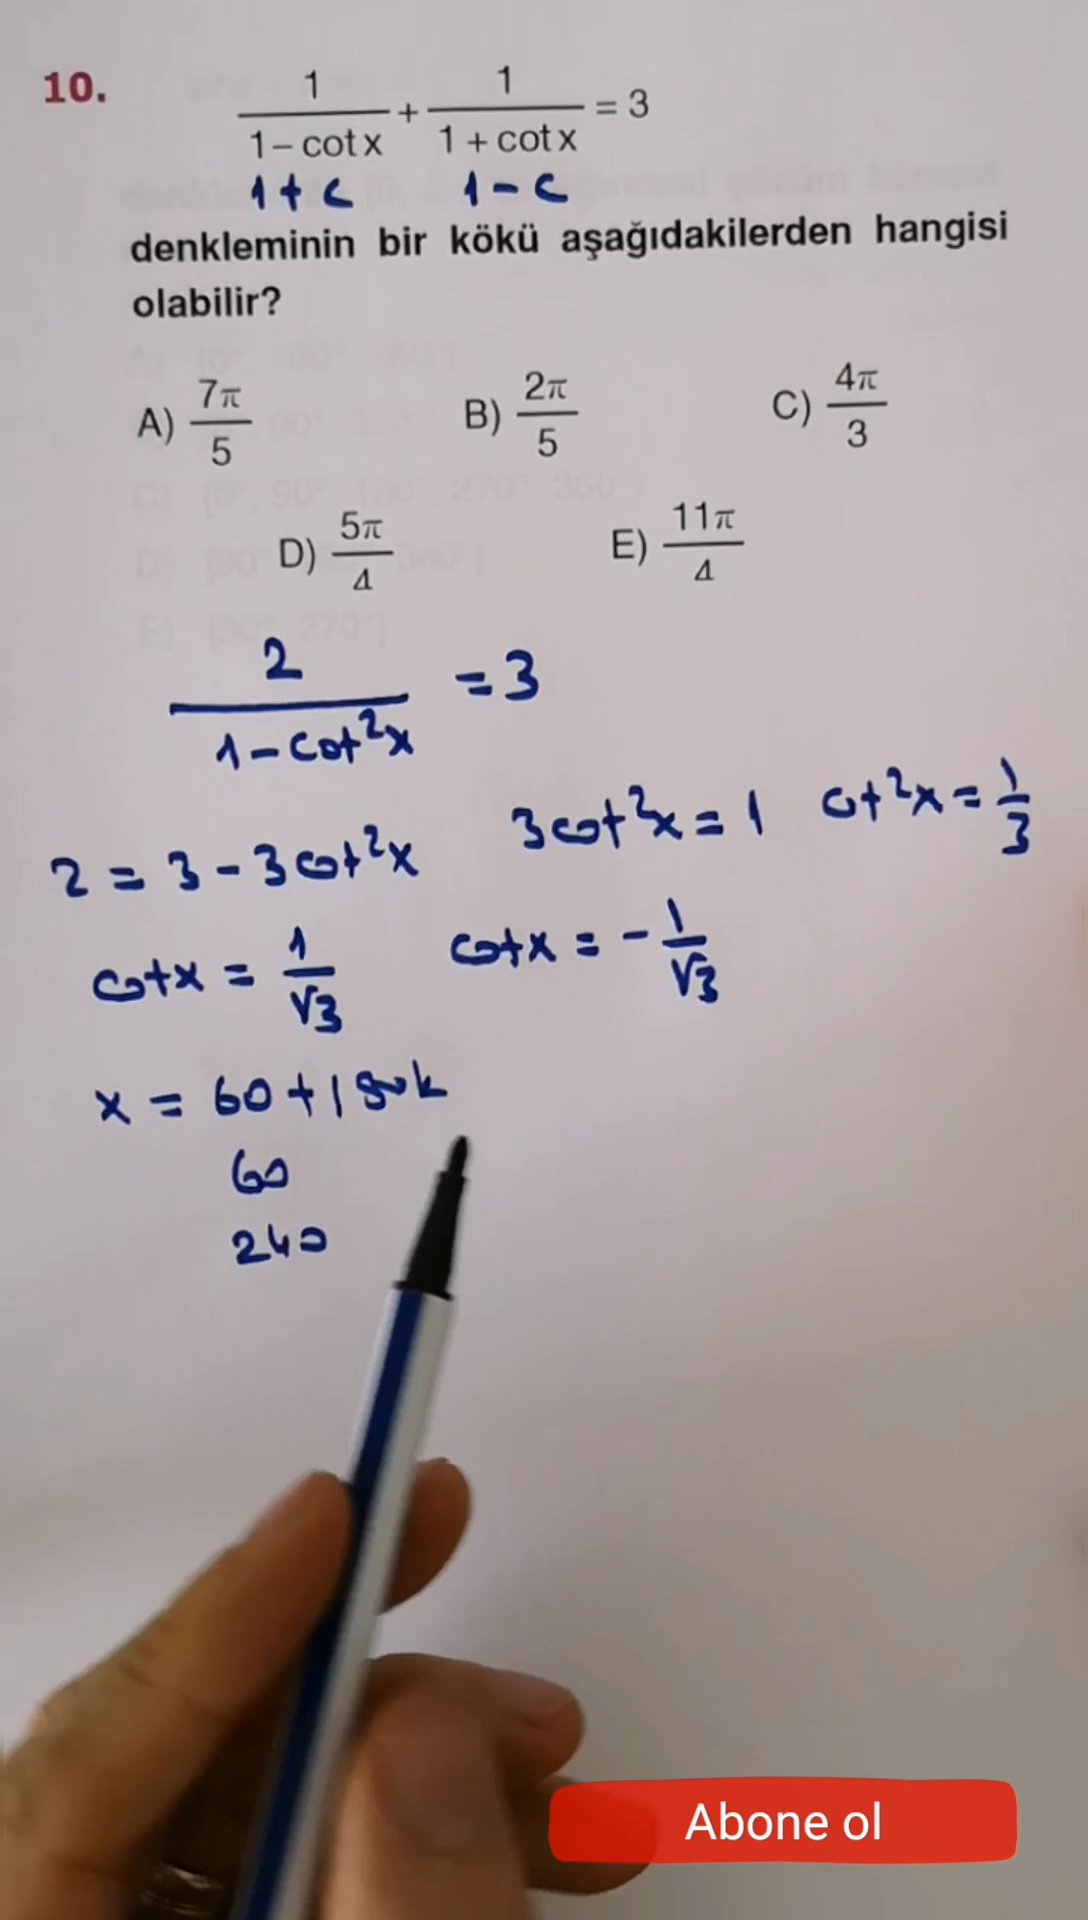 10. 1/(1 - cot x) + 1/(1 + cot x) = 3
1 + c 1 - c
denkleminin bir kökü aşağıdakilerden hangisi
olabilir?
A) 7π/5 B) 2π/5 C) 4π/3
D) 5π/4 E) 11π/4
2/(1 - cot²x) = 3
2 = 3 - 3cot²x 3cot²x = 1 cot²x = 1/3
cotx = 1/√3 cotx = -1/√3
x = 60 + 180k
60
240
Abone ol